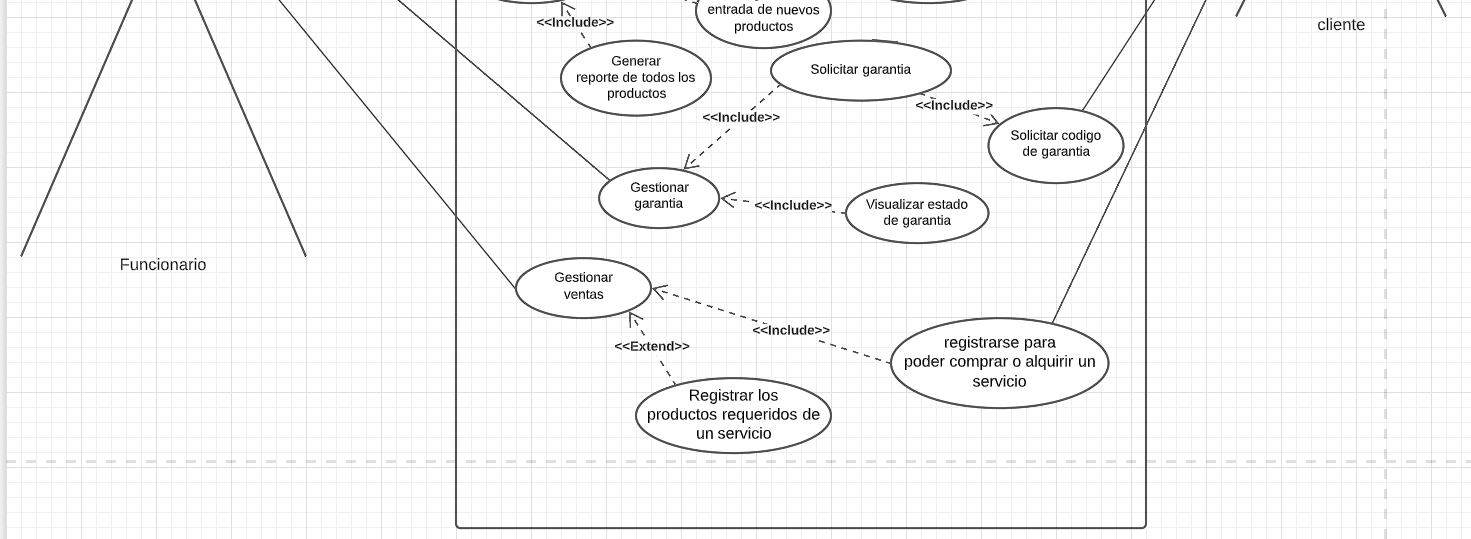 <<Include>>
entrada de nuevos
productos
cliente
Generar
reporte de todos los
productos
Solicitar garantia
<<Include>>
<<Include>>
Solicitar codigo
de garantia
Gestionar
garantia
<<Include>>
Visualizar estado
de garantia
Funcionario
Gestionar
ventas
<<Include>>
<<Extend>>
registrarse para
poder comprar o alquirir un
servicio
Registrar los
productos requeridos de
un servicio